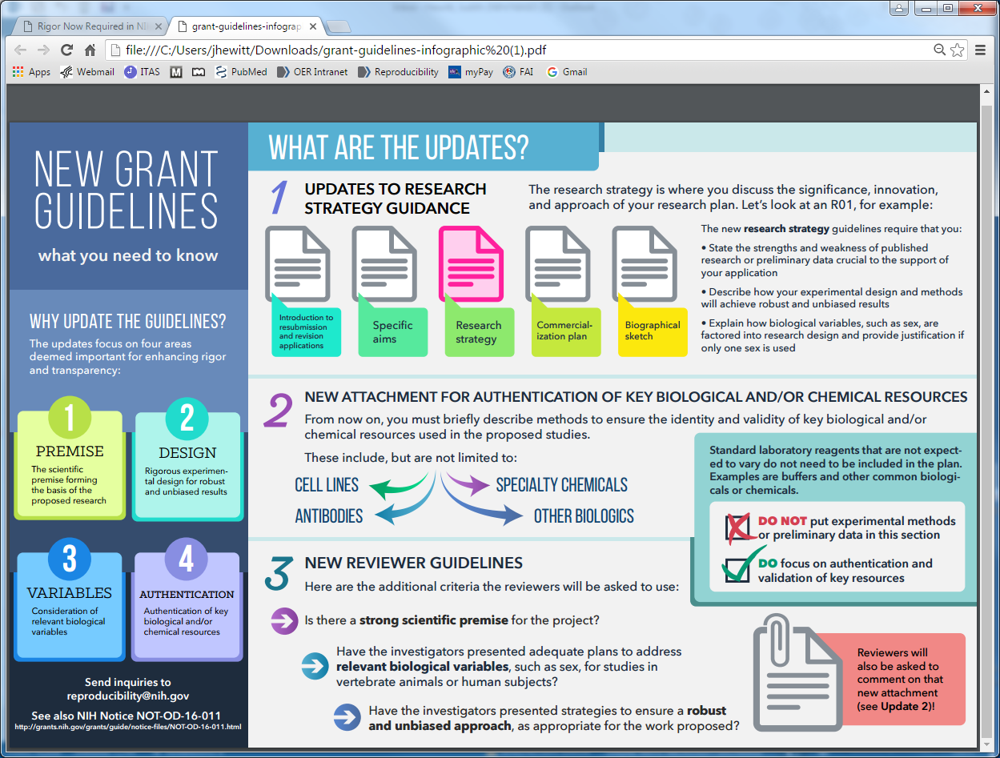 Rigor Now Required in NI
grant-guidelines-infograp
file:///C:/Users/jhewitt/Downloads/grant-guidelines-infographic%20(1).pdf
Apps
Webmail
ITAS
M
PubMed
OER Intranet
Reproducibility
myPay
FAI
Gmail
NEW GRANT
GUIDELINES
what you need to know
WHY UPDATE THE GUIDELINES?
The updates focus on four areas
deemed important for enhancing rigor
and transparency:
1
PREMISE
The scientific
premise forming
the basis of the
proposed research
2
DESIGN
Rigorous experimen-
tal design for robust
and unbiased results
3
VARIABLES
Consideration of
relevant biological
variables
4
AUTHENTICATION
Authentication of key
biological and/or
chemical resources
Send inquiries to
reproducibility@nih.gov
See also NIH Notice NOT-OD-16-011
http://grants.nih.gov/grants/guide/notice-files/NOT-OD-16-011.html
WHAT ARE THE UPDATES?
1
UPDATES TO RESEARCH
STRATEGY GUIDANCE
The research strategy is where you discuss the significance, innovation,
and approach of your research plan. Let's look at an R01, for example:
Introduction to
resubmission
and revision
applications
Specific
aims
Research
strategy
Commercial-
ization plan
Biographical
sketch
The new research strategy guidelines require that you:
• State the strengths and weakness of published
research or preliminary data crucial to the support of
your application
• Describe how your experimental design and methods
will achieve robust and unbiased results
• Explain how biological variables, such as sex, are
factored into research design and provide justification if
only one sex is used
2
NEW ATTACHMENT FOR AUTHENTICATION OF KEY BIOLOGICAL AND/OR CHEMICAL RESOURCES
From now on, you must briefly describe methods to ensure the identity and validity of key biological and/or
chemical resources used in the proposed studies.
These include, but are not limited to:
CELL LINES
SPECIALTY CHEMICALS
ANTIBODIES
OTHER BIOLOGICS
Standard laboratory reagents that are not expect-
ed to vary do not need to be included in the plan.
Examples are buffers and other common biologi-
cals or chemicals.
DO NOT put experimental methods
or preliminary data in this section
DO focus on authentication and
validation of key resources
3
NEW REVIEWER GUIDELINES
Here are the additional criteria the reviewers will be asked to use:
Is there a strong scientific premise for the project?
Have the investigators presented adequate plans to address
relevant biological variables, such as sex, for studies in
vertebrate animals or human subjects?
Have the investigators presented strategies to ensure a robust
and unbiased approach, as appropriate for the work proposed?
Reviewers will
also be asked to
comment on that
new attachment
(see Update 2)!